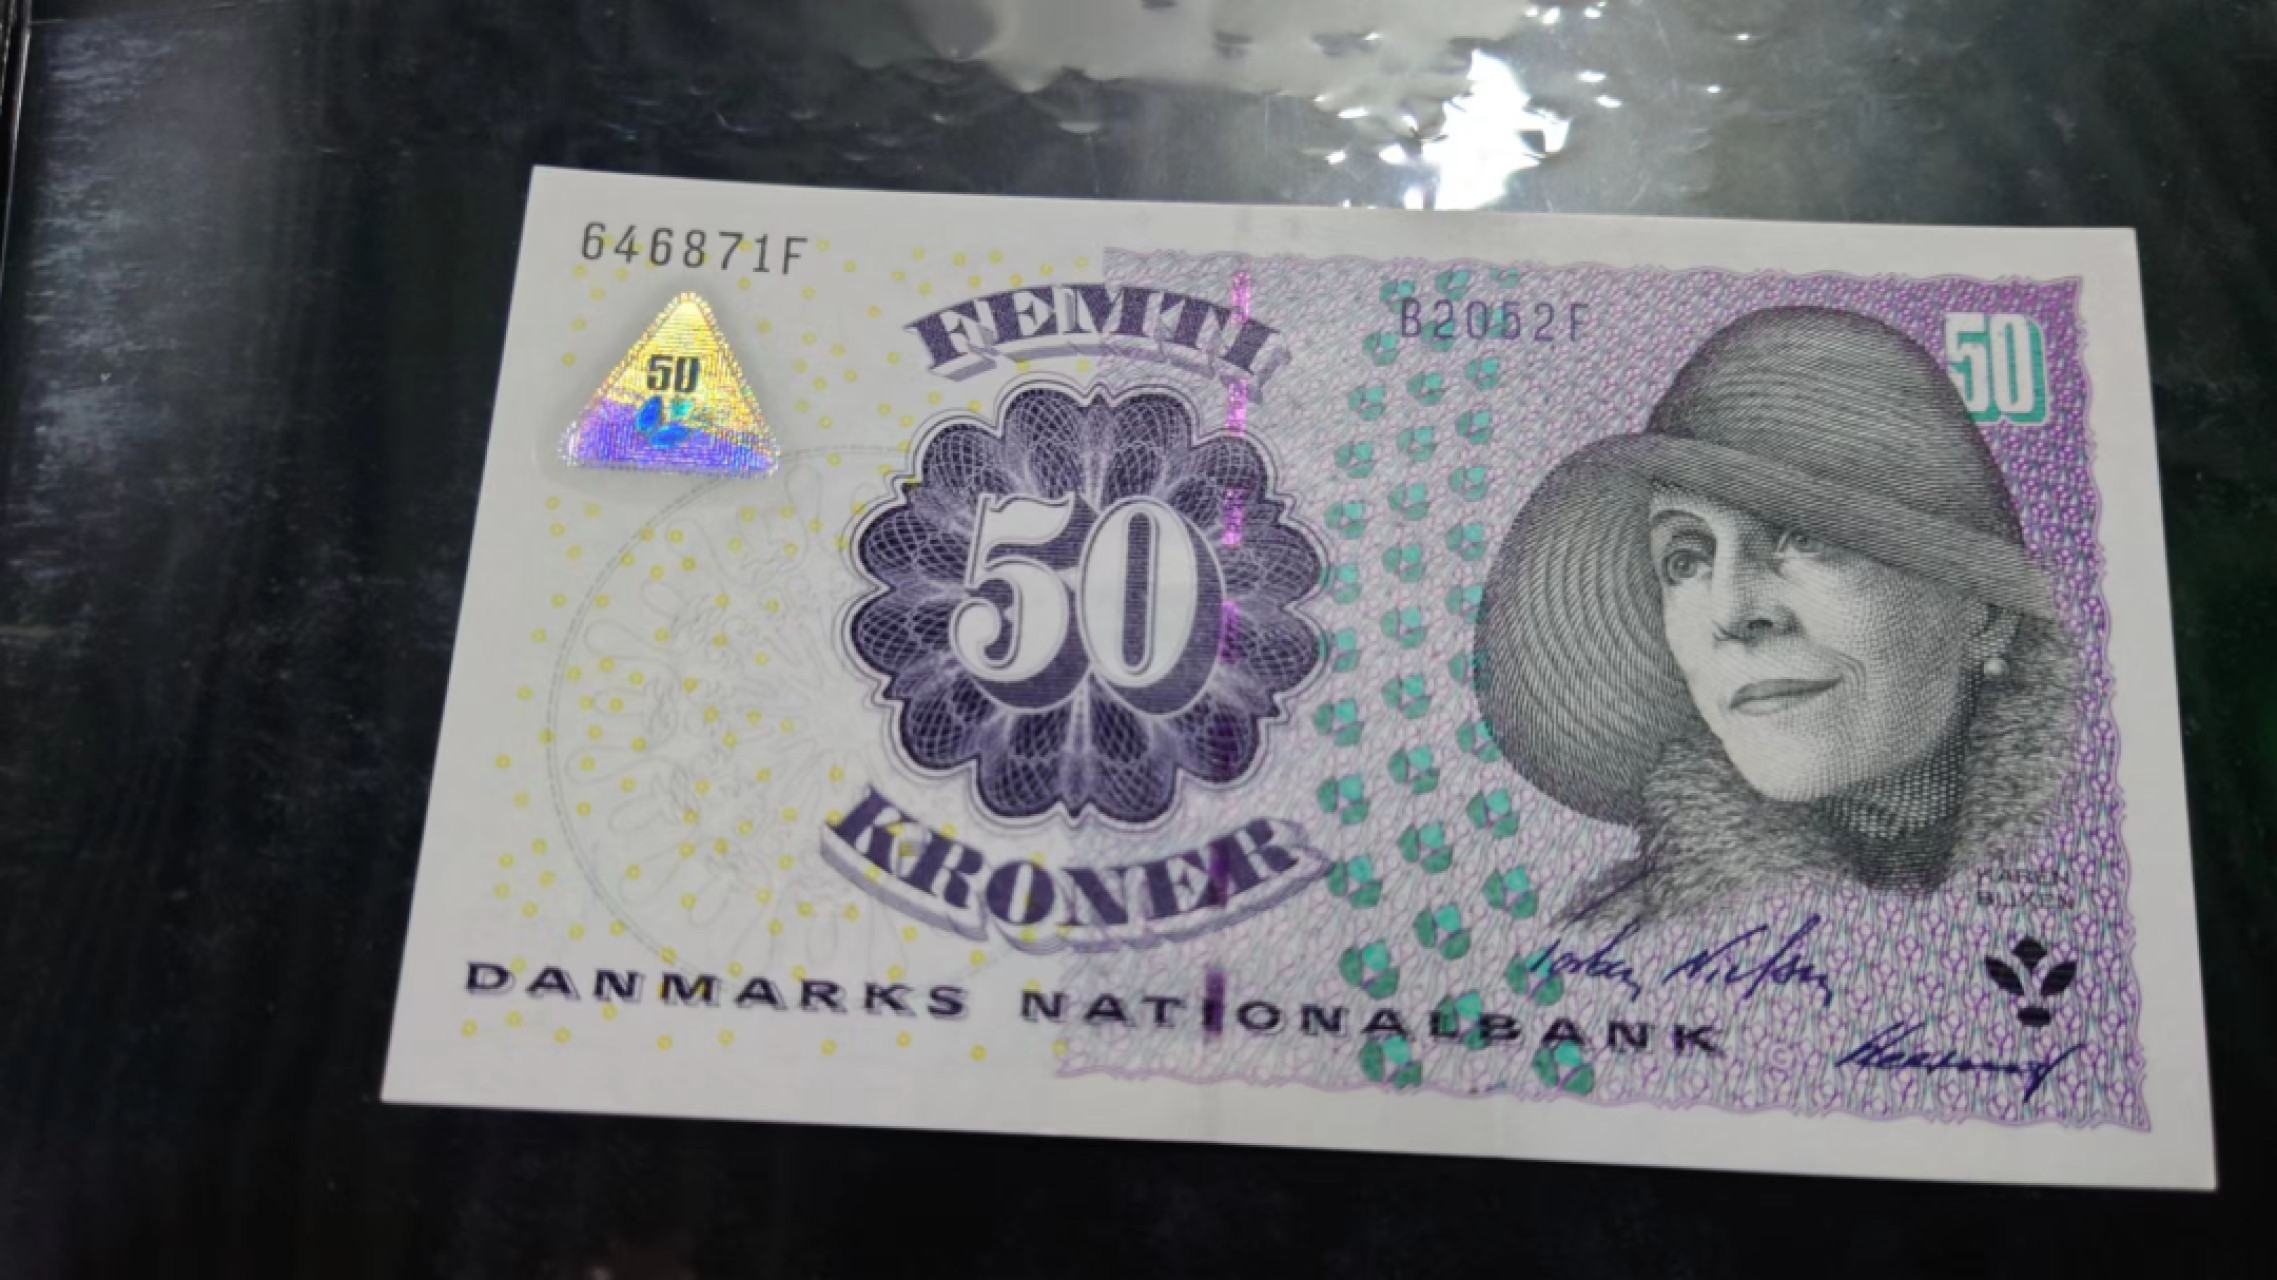 646871F
50
FEMTI
B2052F
50
50
KRONER
KAREN
BLIXEN
DANMARKS NATIONALBANK